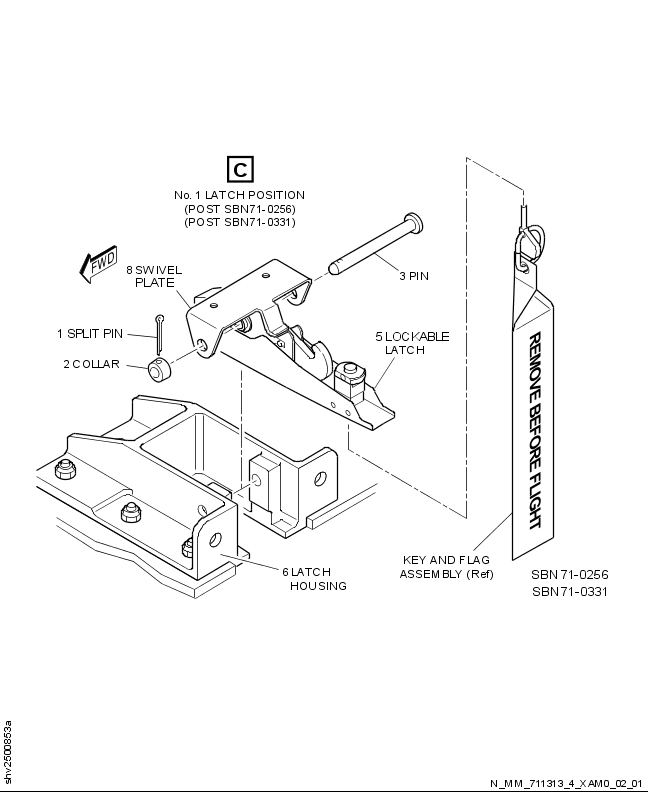 C
No. 1 LATCH POSITION
(POST SBN71-0256)
(POST SBN71-0331)
FWD
8 SWIVEL
PLATE
3 PIN
1 SPLIT PIN
2 COLLAR
5 LOCKABLE
LATCH
REMOVE BEFORE FLIGHT
6 LATCH
HOUSING
KEY AND FLAG
ASSEMBLY (Ref)
SBN71-0256
SBN71-0331
shv2500853a
N_MM_711313_4_XAM0_02_01